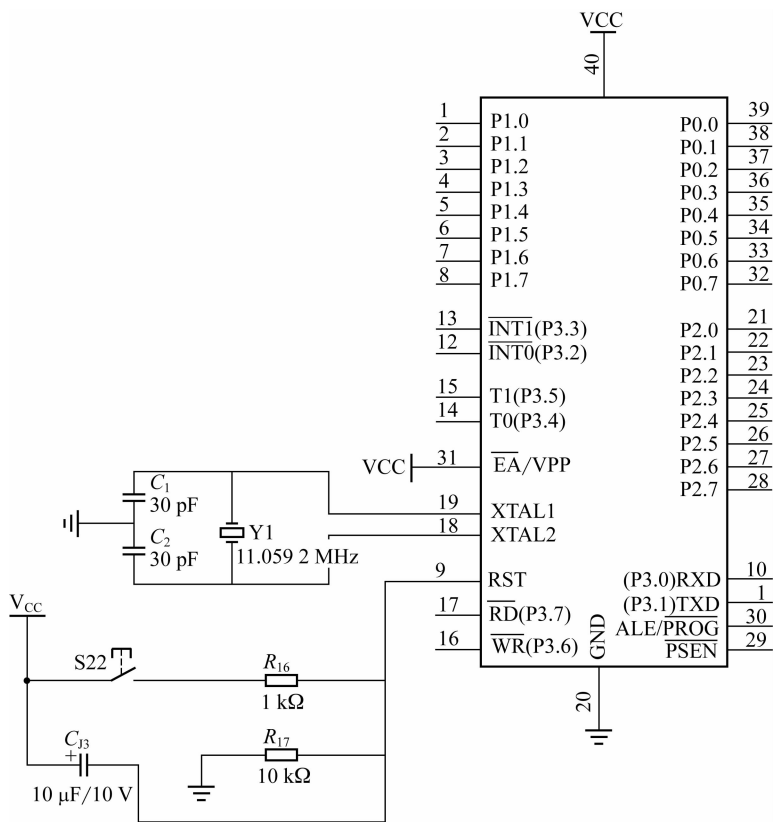 VCC
40
1 P1.0
2 P1.1
3 P1.2
4 P1.3
5 P1.4
6 P1.5
7 P1.6
8 P1.7
13 INT1(P3.3)
12 INT0(P3.2)
15 T1(P3.5)
14 T0(P3.4)
VCC 31 EA/VPP
19 XTAL1
18 XTAL2
9 RST
17 RD(P3.7)
16 WR(P3.6)
P0.0 39
P0.1 38
P0.2 37
P0.3 36
P0.4 35
P0.5 34
P0.6 33
P0.7 32
P2.0 21
P2.1 22
P2.2 23
P2.3 24
P2.4 25
P2.5 26
P2.6 27
P2.7 28
(P3.0)RXD 10
(P3.1)TXD 1
ALE/PROG 30
PSEN 29
GND
20
C1
30 pF
C2
30 pF
Y1
11.059 2 MHz
VCC
S22
R16
1 kΩ
R17
10 kΩ
CJ3
+
10 μF/10 V